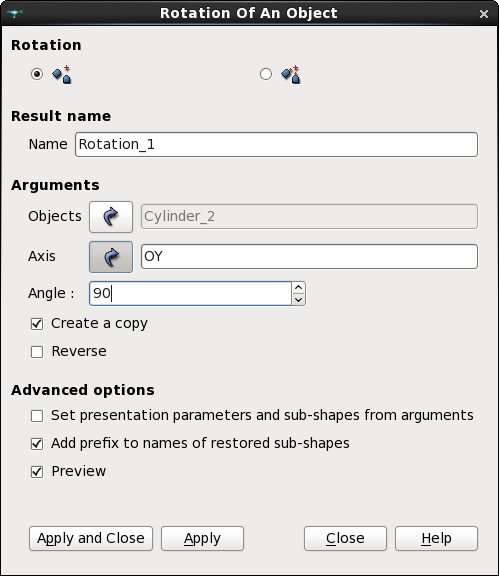 Rotation Of An Object
Rotation
Result name
Name Rotation_1
Arguments
Objects Cylinder_2
Axis OY
Angle : 90
Create a copy
Reverse
Advanced options
Set presentation parameters and sub-shapes from arguments
Add prefix to names of restored sub-shapes
Preview
Apply and Close Apply Close Help